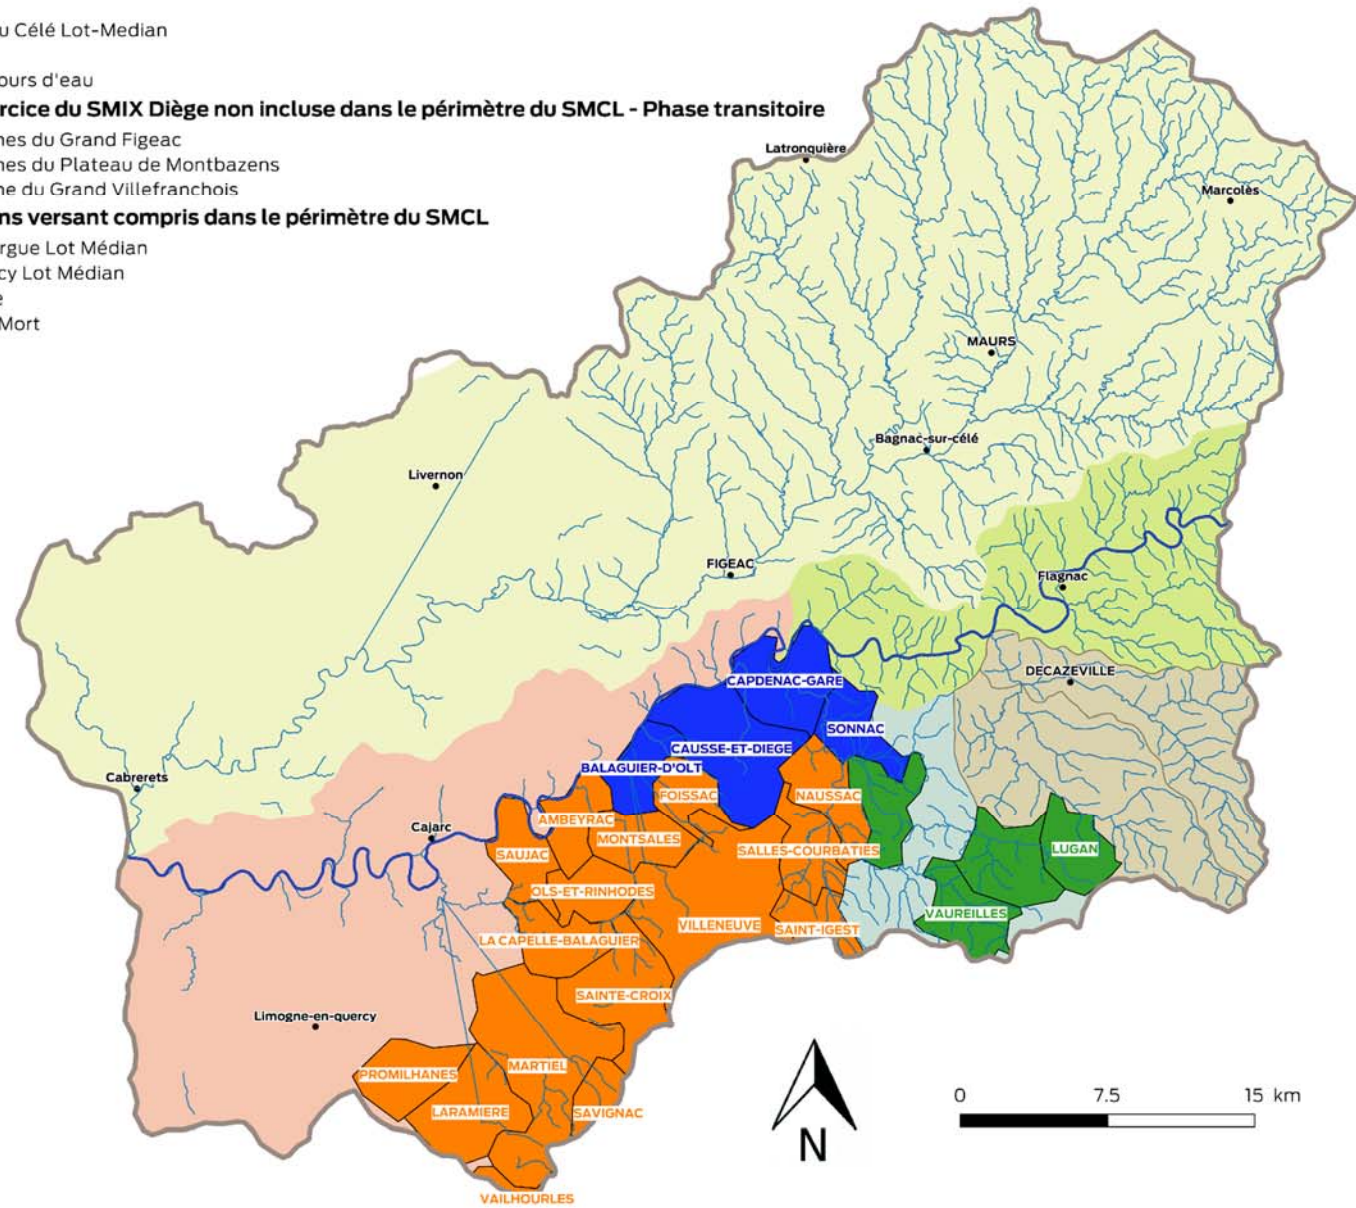 u Célé Lot-Median
ours d'eau
rcice du SMIX Diège non incluse dans le périmètre du SMCL - Phase transitoire
nes du Grand Figeac
nes du Plateau de Montbazens
ne du Grand Villefranchois
ns versant compris dans le périmètre du SMCL
rgue Lot Médian
cy Lot Médian
e
Mort
Latronquière
Marcolès
MAURS
Bagnac-sur-célé
Livernon
FIGEAC
Flagnac
DECAZEVILLE
CAPDENAC-GARE
SONNAC
CAUSSE-ET-DIEGE
BALAGUIER-D'OLT
Cabrerets
FOISSAC
NAUSSAC
AMBEYRAC
Cajarc
MONTSALES
SALLES-COURBATIES
LUGAN
SAUJAC
OLS-ET-RINHODES
VAUREILLES
VILLENEUVE
SAINT-IGEST
LA CAPELLE-BALAGUIER
SAINTE-CROIX
Limogne-en-quercy
PROMILHANES
MARTIEL
LARAMIERE
SAVIGNAC
VAILHOURLES
N
0 7.5 15 km